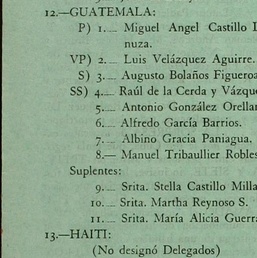 12.—GUATEMALA:
P) 1.— Miguel Angel Castillo
nuza.
VP) 2.— Luis Velázquez Aguirre.
S) 3.— Augusto Bolaños Figueroa
SS) 4.— Raúl de la Cerda y Vázque
5.— Antonio González Orellan
6.— Alfredo García Barrios.
7.— Albino Gracia Paniagua.
8.— Manuel Tribaullier Robles
Suplentes:
9.— Srita. Stella Castillo Milla
10.— Srita. Martha Reynoso S.
11.— Srita. María Alicia Guerra
13.—HAITI:
(No designó Delegados)